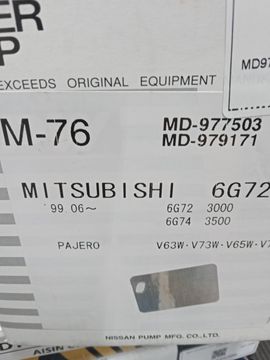 ER
P
MD97
EXCEEDS ORIGINAL EQUIPMENT
M-76
MD-977503
MD-979171
MITSUBISHI 6G72
'99.06~ 6G72 3000
6G74 3500
PAJERO V63W·V73W·V65W·V7
NISSAN PUMP MFG. CO., LTD.
AISIN